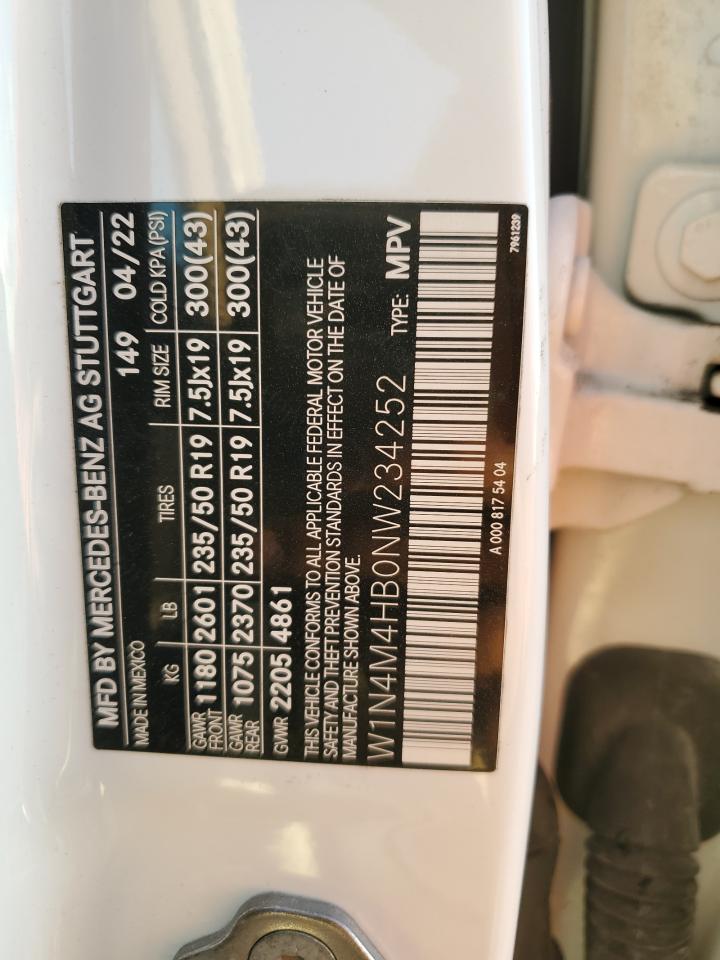 MFD BY MERCEDES-BENZ AG STUTTGART
MADE IN MEXICO 149 04/22
KG LB TIRES RIM SIZE COLD KPA (PSI)
GAWR FRONT 1180 2601 235/50 R19 7.5Jx19 300(43)
GAWR REAR 1075 2370 235/50 R19 7.5Jx19 300(43)
GVWR 2205 4861
THIS VEHICLE CONFORMS TO ALL APPLICABLE FEDERAL MOTOR VEHICLE
SAFETY AND THEFT PREVENTION STANDARDS IN EFFECT ON THE DATE OF
MANUFACTURE SHOWN ABOVE.
W1N4M4HB0NW234252 TYPE: MPV
A 000 817 54 04 7961239